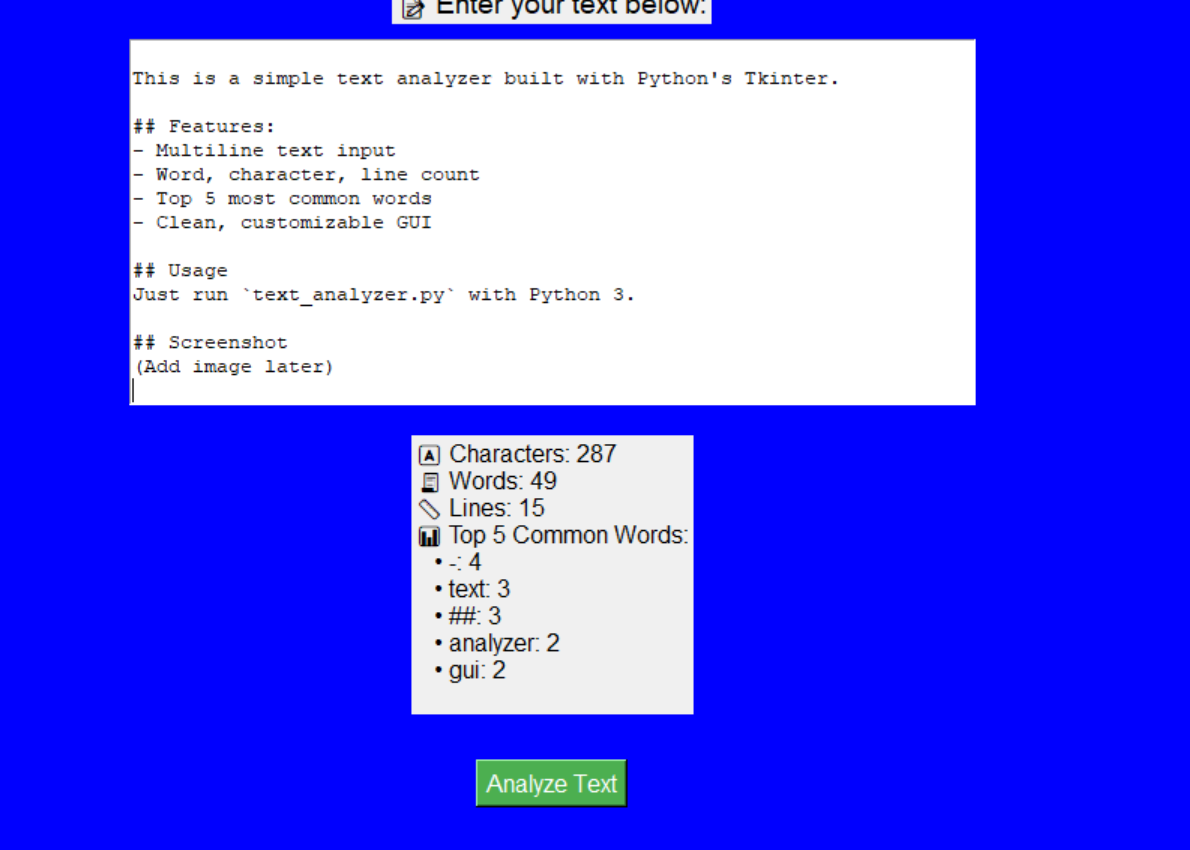 Enter your text below:
This is a simple text analyzer built with Python's Tkinter.
## Features:
- Multiline text input
- Word, character, line count
- Top 5 most common words
- Clean, customizable GUI
## Usage
Just run `text_analyzer.py` with Python 3.
## Screenshot
(Add image later)
Characters: 287
Words: 49
Lines: 15
Top 5 Common Words:
• -: 4
• text: 3
• ##: 3
• analyzer: 2
• gui: 2
Analyze Text